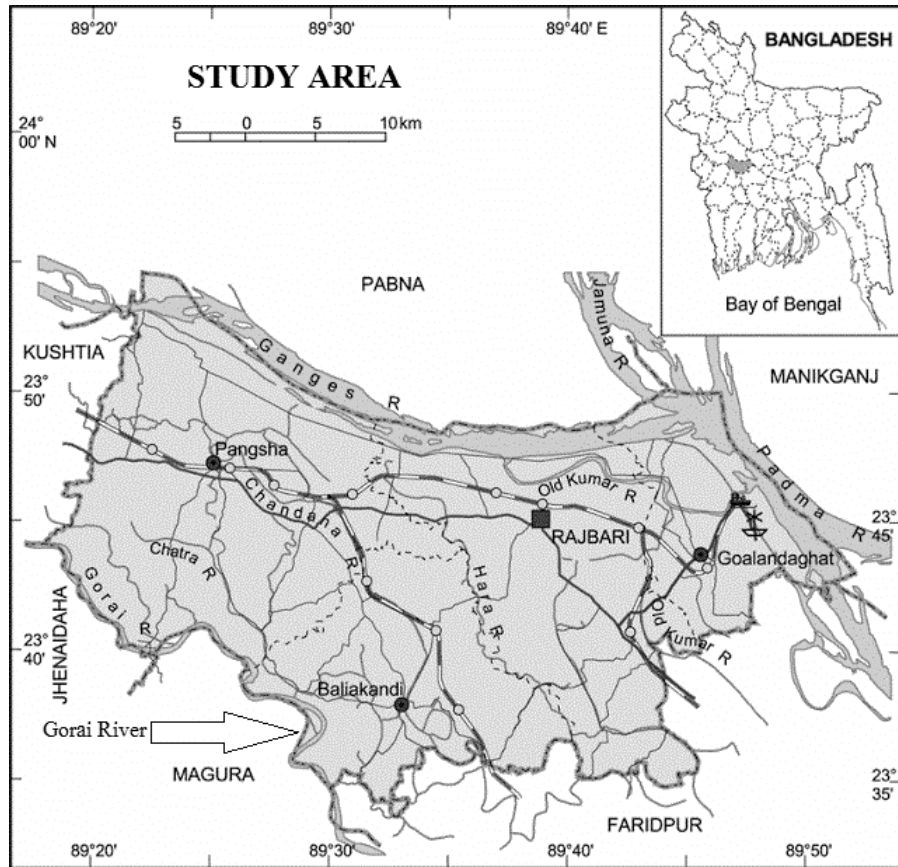 89°20' 89°30' 89°40' E
BANGLADESH
Bay of Bengal
STUDY AREA
5 0 5 10 km
24°
00' N
PABNA
Jamuna R
KUSHTIA
23°
50'
Ganges R
MANIKGANJ
Padma R
Pangsha
Old Kumar R
Chandaha R
RAJBARI
23°
45'
Goalandaghat
Chatra R
Hara R
Gorai R
JHENAIDAHA
23°
40'
Old Kumar R
Baliakandi
Gorai River
MAGURA
23°
35'
FARIDPUR
89°20' 89°30' 89°40' 89°50'